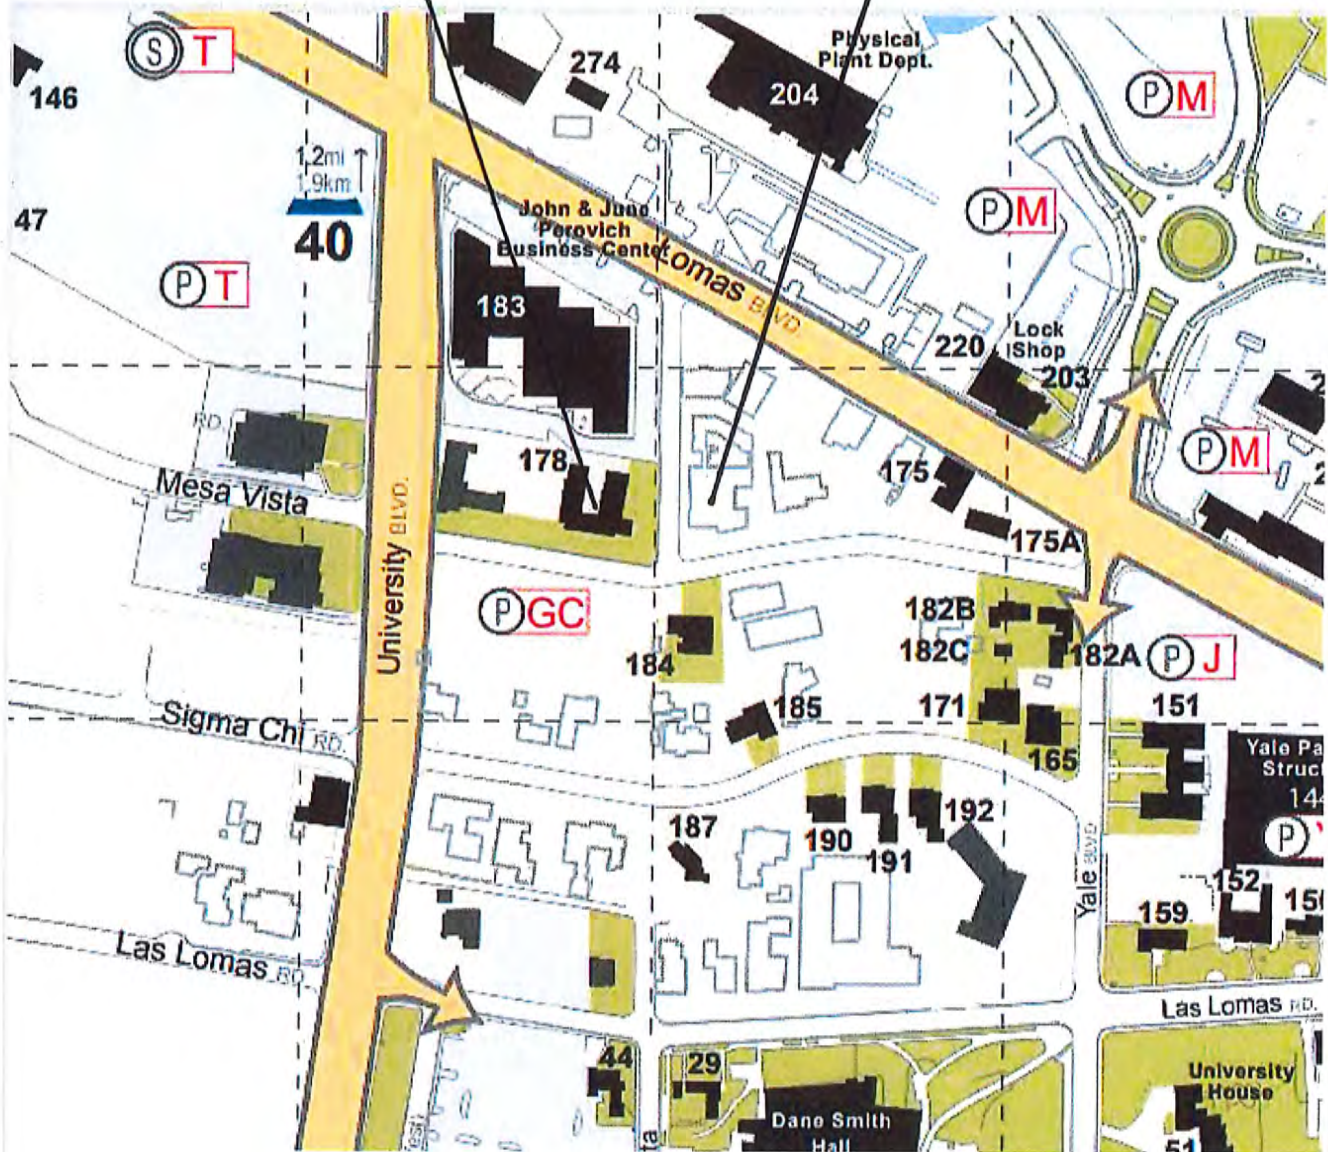 S T
146
274
204
Physical
Plant Dept.
P M
1.2mi
1.9km
40
47
P T
John & June
Perovich
Business Center
183
Lomas BLVD.
P M
220
Lock
Shop
203
RD.
Mesa Vista
University BLVD.
178
P
175
175A
P M
P GC
184
182B
182C
182A
P J
171
165
151
185
Sigma Chi RD.
Yale Pa
Struct
144
P
187
190
191
192
Yale BLVD.
152
159
Las Lomas RD.
Las Lomas RD.
44
29
Dane Smith
Hall
University
House
51
ta